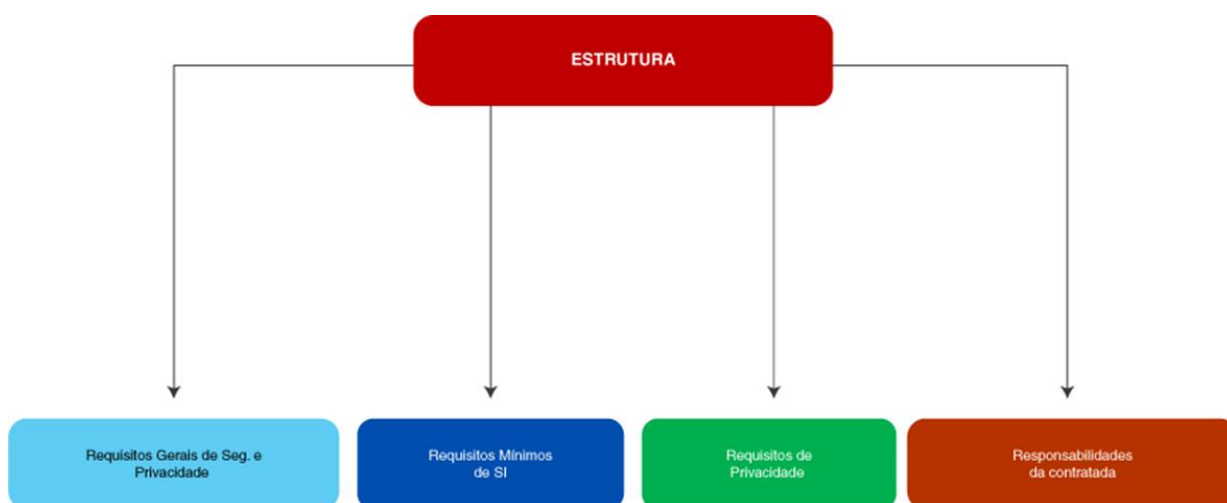 ESTRUTURA
Requisitos Gerais de Seg. e
Privacidade
Requisitos Mínimos
de SI
Requisitos de
Privacidade
Responsabilidades
da contratada